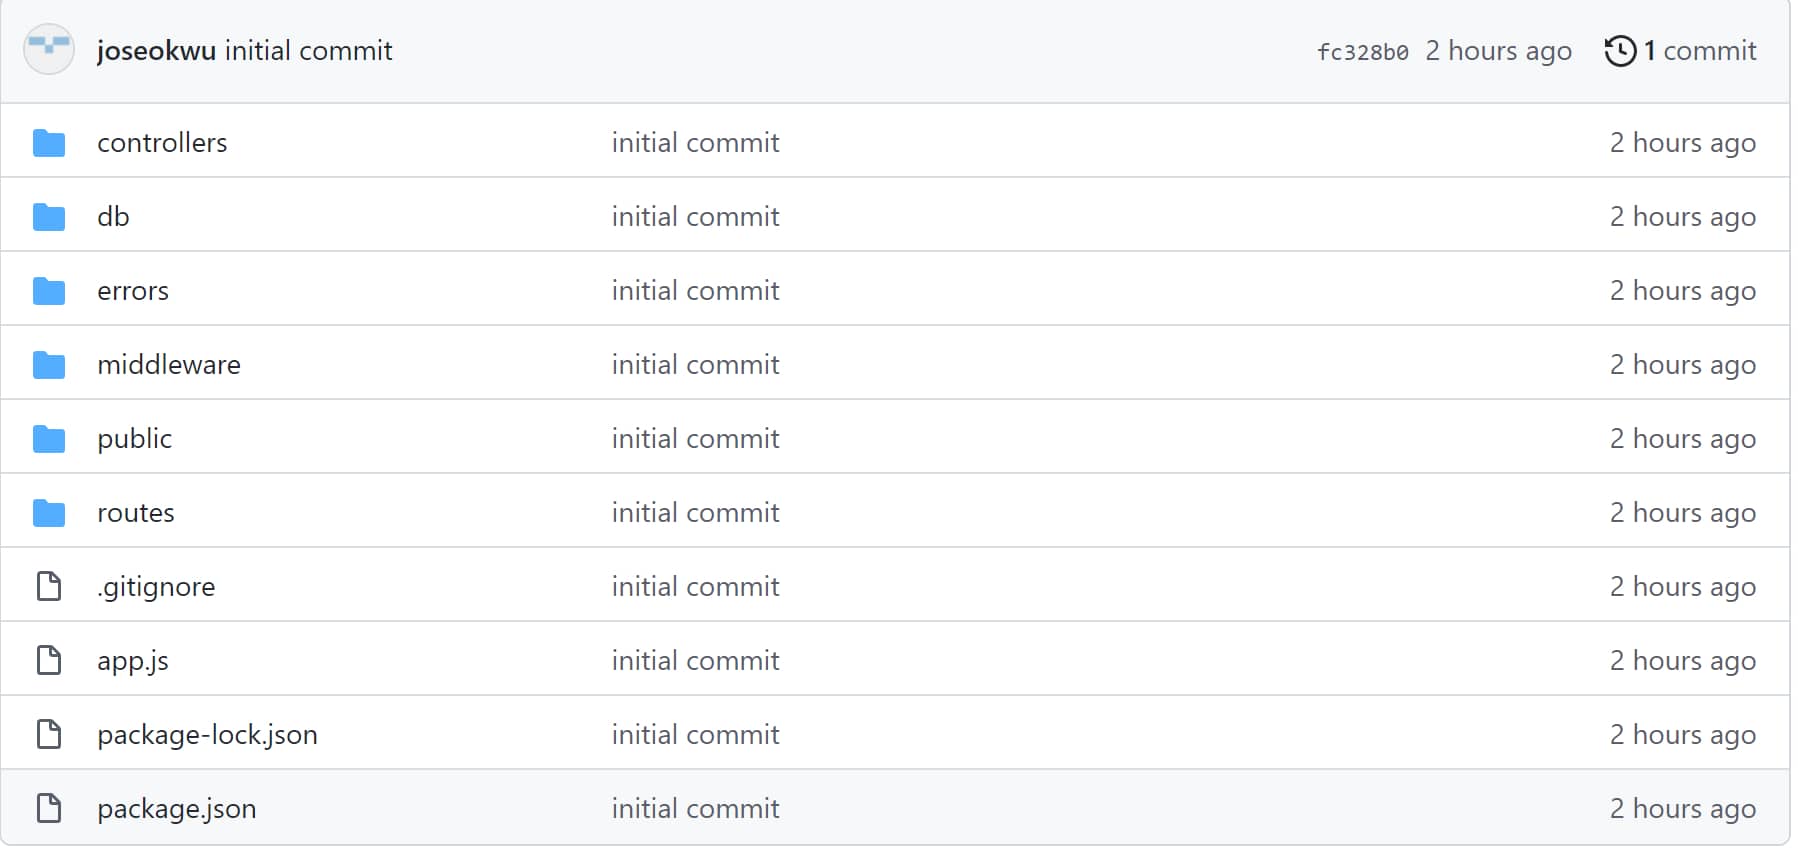 joseokwu initial commit fc328b0 2 hours ago 1 commit
controllers initial commit 2 hours ago
db initial commit 2 hours ago
errors initial commit 2 hours ago
middleware initial commit 2 hours ago
public initial commit 2 hours ago
routes initial commit 2 hours ago
.gitignore initial commit 2 hours ago
app.js initial commit 2 hours ago
package-lock.json initial commit 2 hours ago
package.json initial commit 2 hours ago